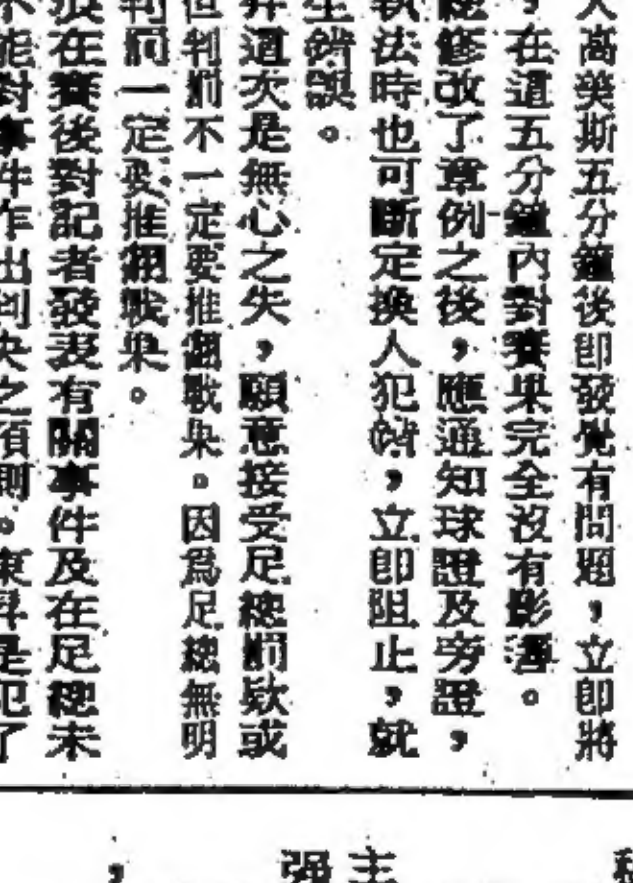 人高美斯五分鐘後即發覺有問題，立即將
，在這五分鐘內對賽果完全沒有影響。
總修改了章例之後，應通知球證及旁證，
執法時也可斷定換人犯錯，立即阻止，就
生錯誤。
昇這次是無心之失，願意接受足總罰欵或
但判罰不一定要推翻戰果。因爲足總無明
判罰一定要推翻戰果。
須在賽後對記者發表有關事件及在足總未
不能對事件作出判決之須則。東昇是犯了
主
强
，